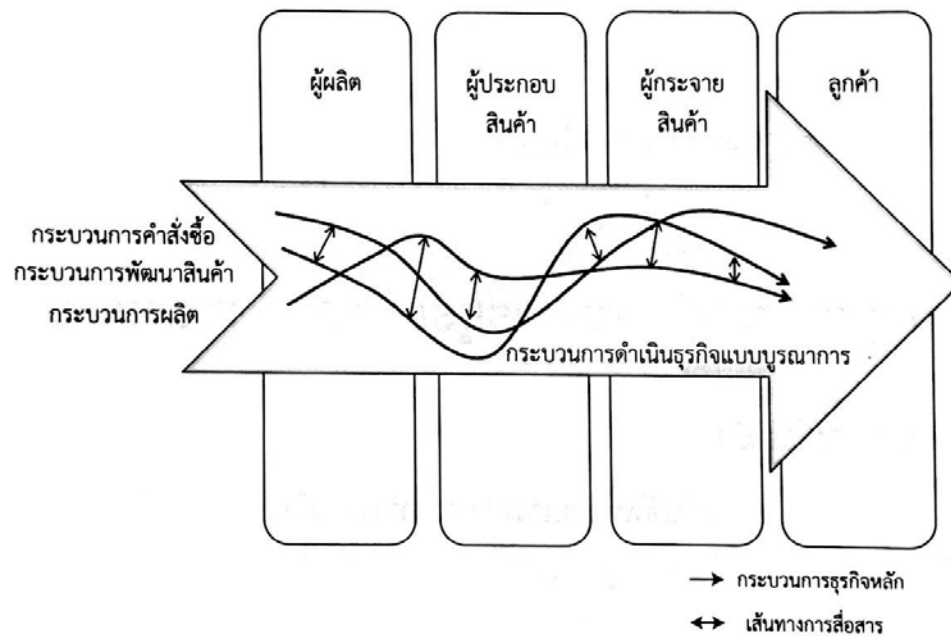 ผู้ผลิต
ผู้ประกอบ
สินค้า
ผู้กระจาย
สินค้า
ลูกค้า
กระบวนการคำสั่งซื้อ
กระบวนการพัฒนาสินค้า
กระบวนการผลิต
กระบวนการดำเนินธุรกิจแบบบูรณาการ
กระบวนการธุรกิจหลัก
เส้นทางการสื่อสาร